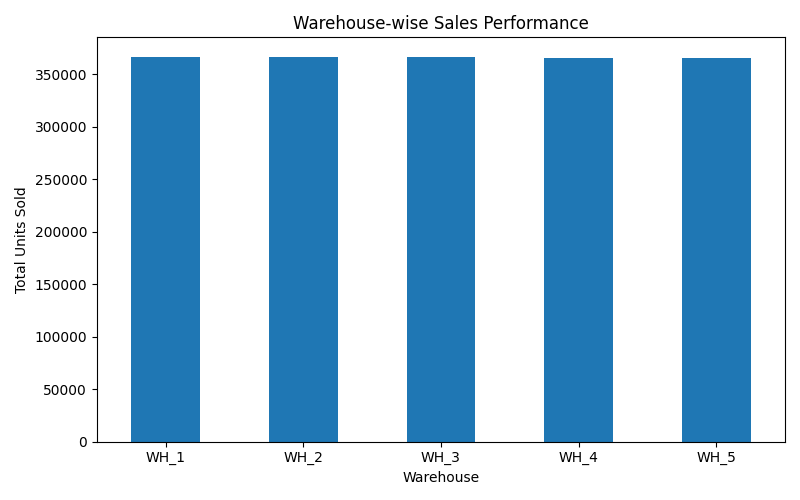 Warehouse-wise Sales Performance
Total Units Sold
350000
300000
250000
200000
150000
100000
50000
0
WH_1 WH_2 WH_3 WH_4 WH_5
Warehouse